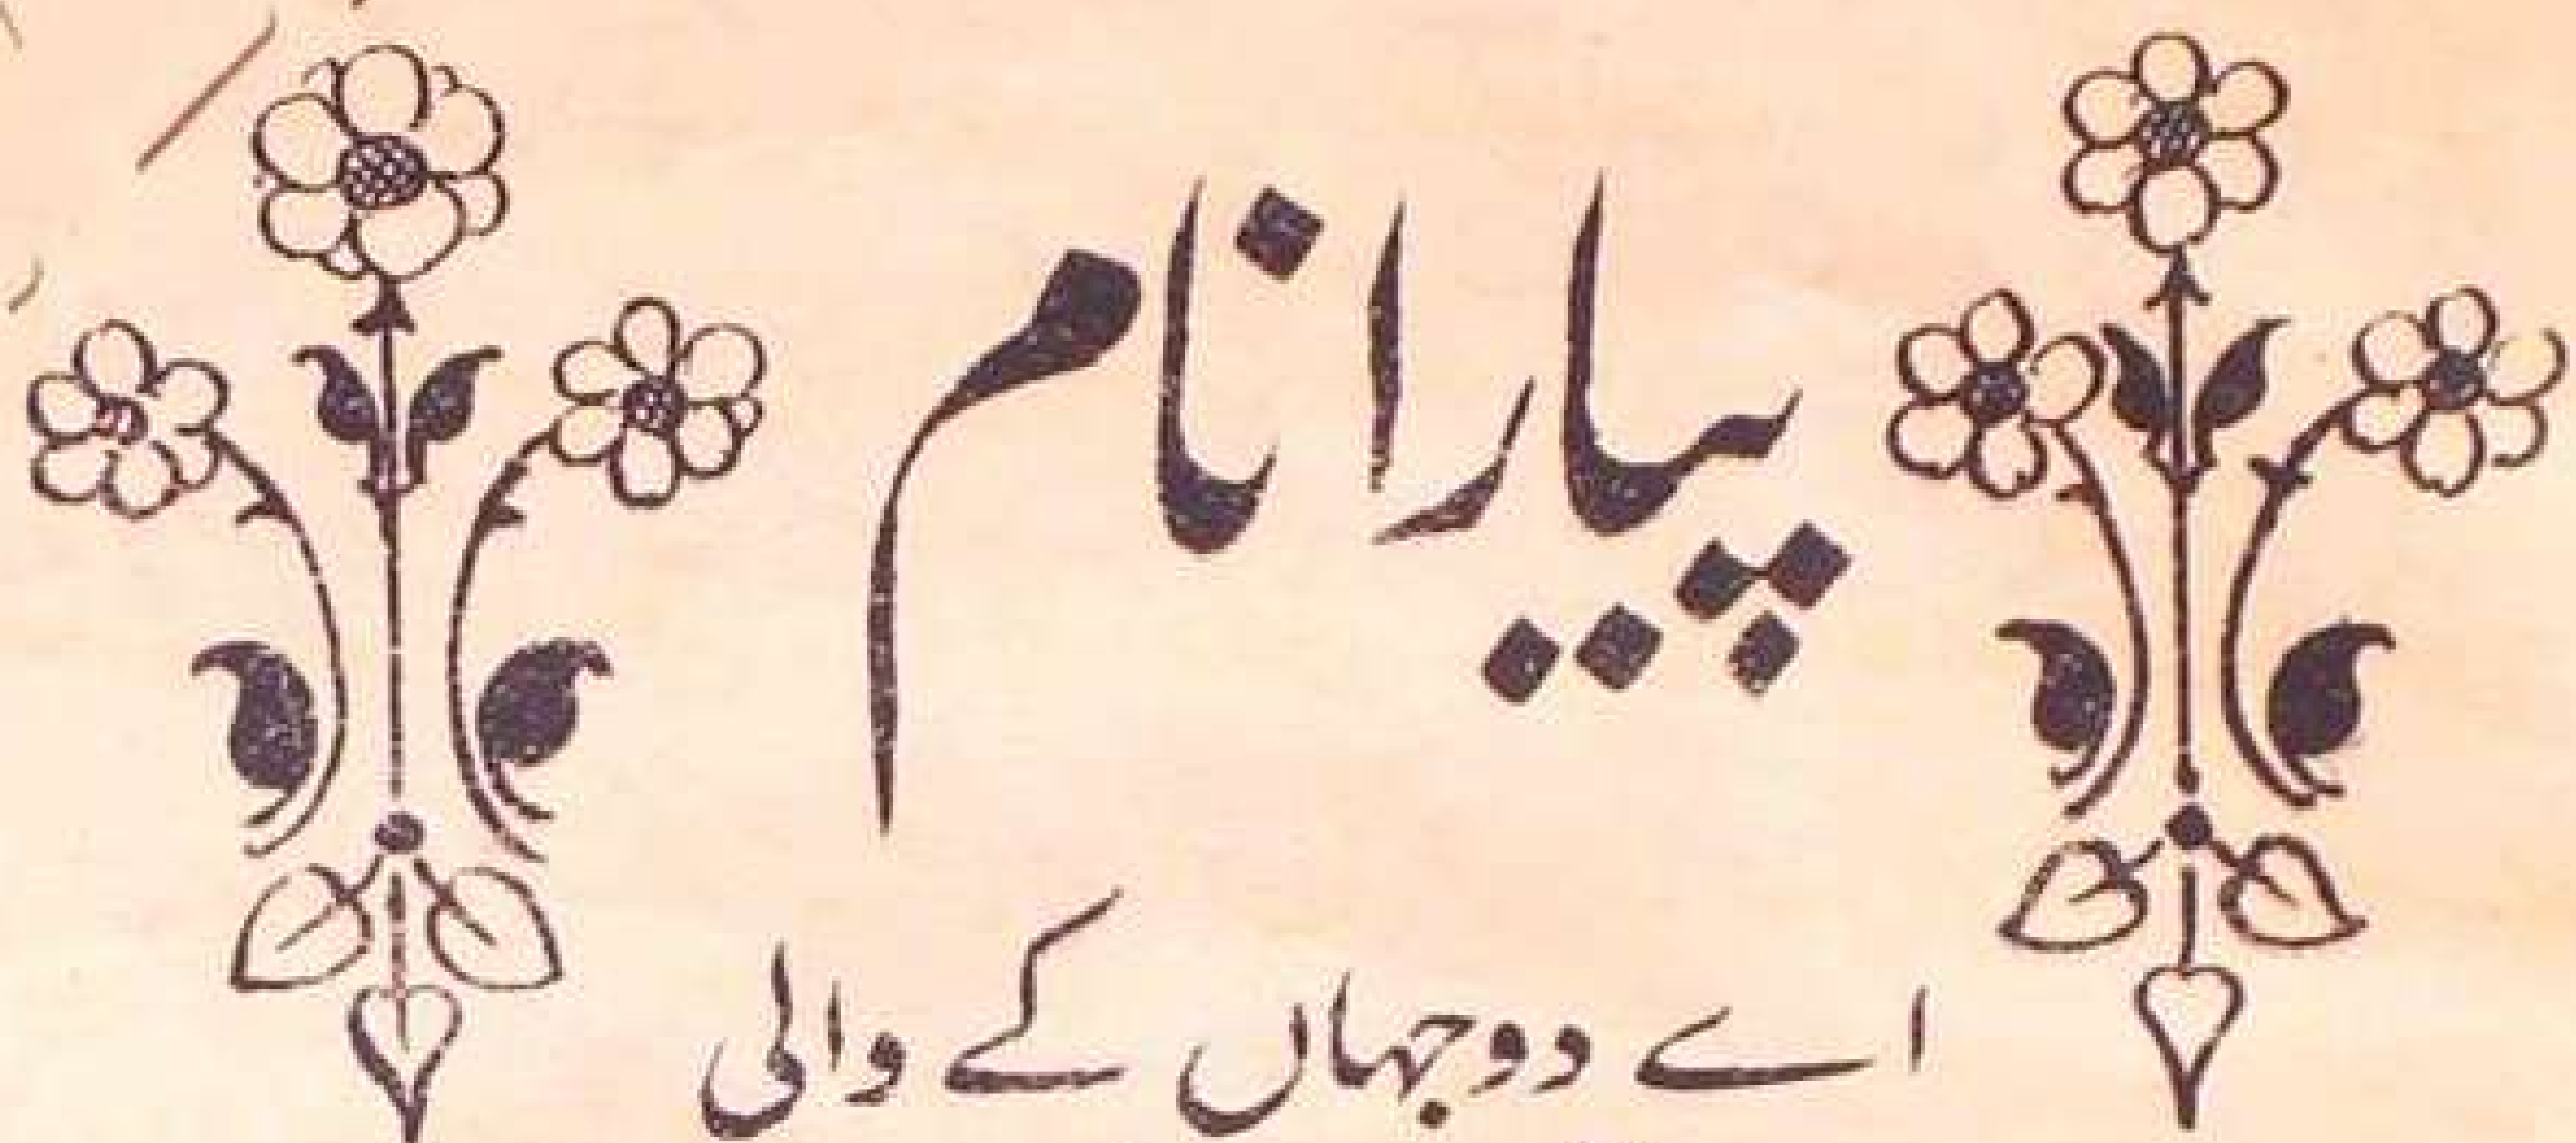 پیارا نام
اے دو جہاں کے والی